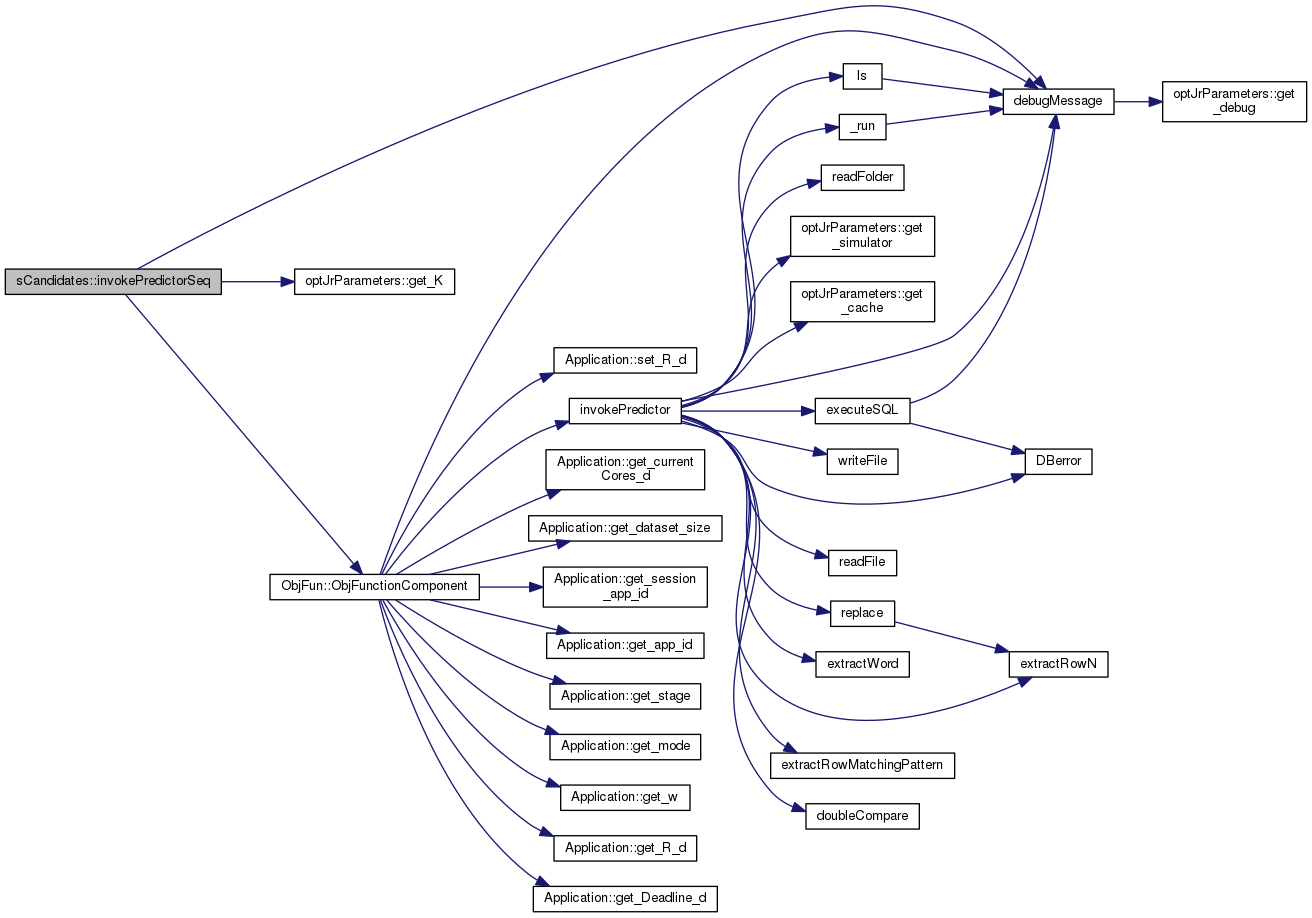 sCandidates::invokePredictorSeq
optJrParameters::get_K
ObjFun::ObjFunctionComponent
Application::set_R_d
invokePredictor
Application::get_current
Cores_d
Application::get_dataset_size
Application::get_session
_app_id
Application::get_app_id
Application::get_stage
Application::get_mode
Application::get_w
Application::get_R_d
Application::get_Deadline_d
ls
_run
readFolder
optJrParameters::get
_simulator
optJrParameters::get
_cache
executeSQL
writeFile
readFile
replace
extractWord
extractRowMatchingPattern
doubleCompare
debugMessage
DBerror
extractRowN
optJrParameters::get
_debug